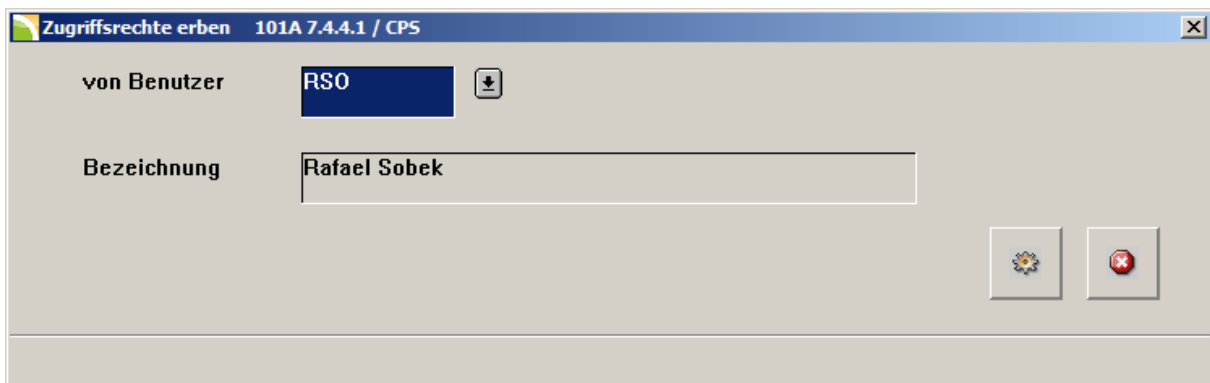 Zugriffsrechte erben 101A 7.4.4.1 / CPS
von Benutzer RSO
Bezeichnung Rafael Sobek